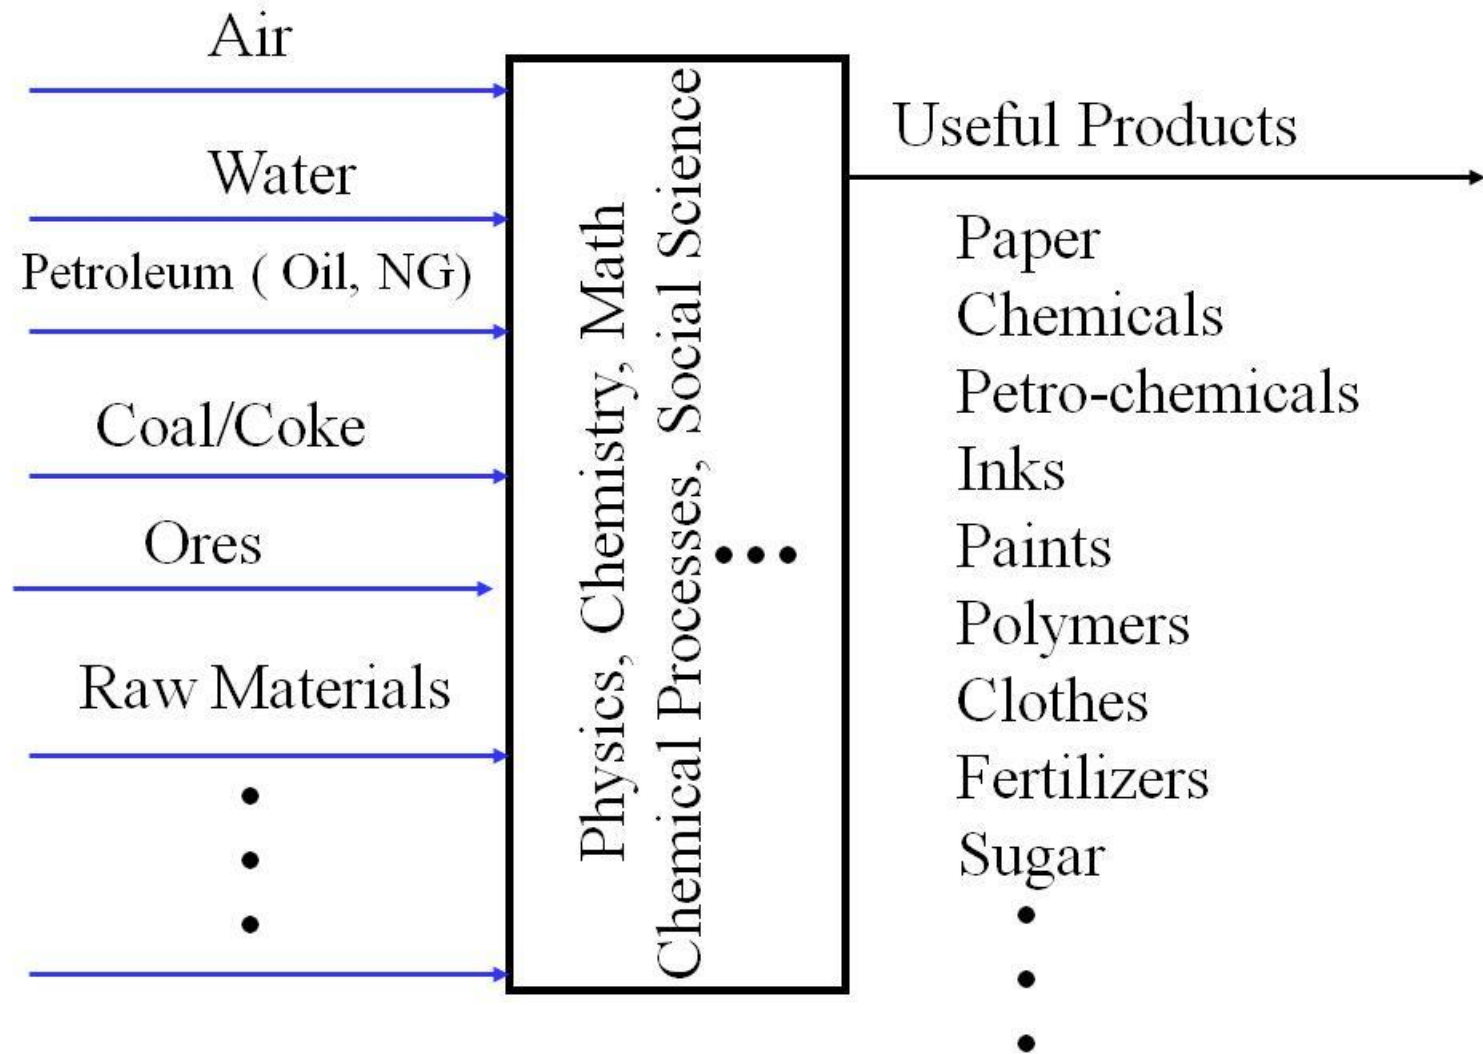 Air
Water
Petroleum ( Oil, NG)
Coal/Coke
Ores
Raw Materials
Physics, Chemistry, Math
Chemical Processes, Social Science
Useful Products
Paper
Chemicals
Petro-chemicals
Inks
Paints
Polymers
Clothes
Fertilizers
Sugar